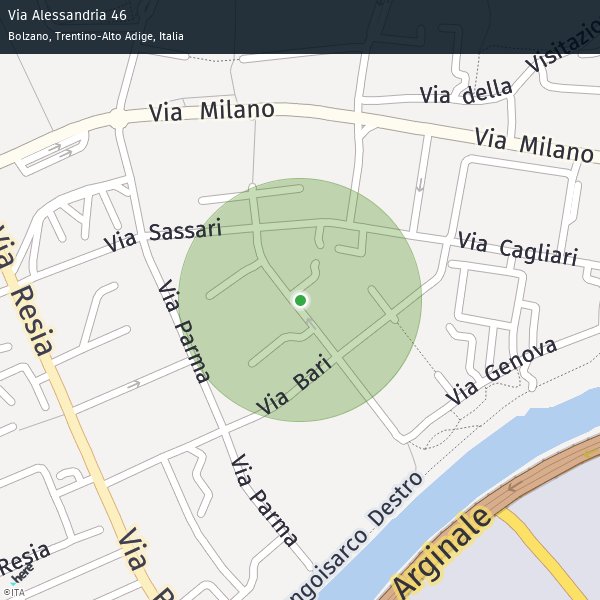 Via Alessandria 46
Bolzano, Trentino-Alto Adige, Italia
Visitazio
Via della
Via Milano
Via Milano
Via Sassari
Via Cagliari
Via Resia
Via Parma
Via Genova
Via Bari
Via Parma
ngoisarco Destro
Arginale
Via R
Resia
here
©ITA